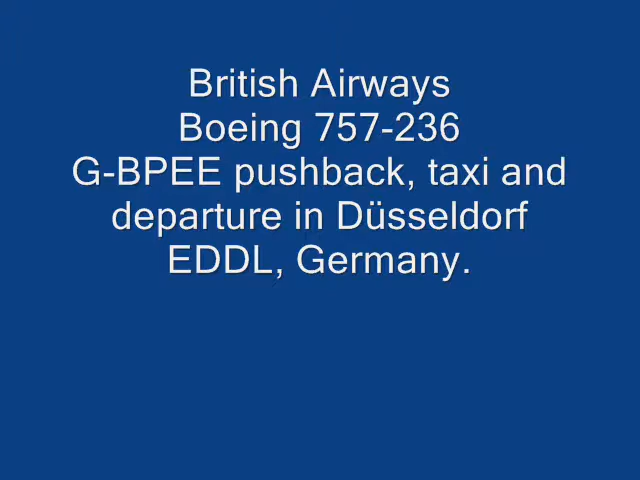 British Airways
Boeing 757-236
G-BPEE pushback, taxi and
departure in Düsseldorf
EDDL, Germany.